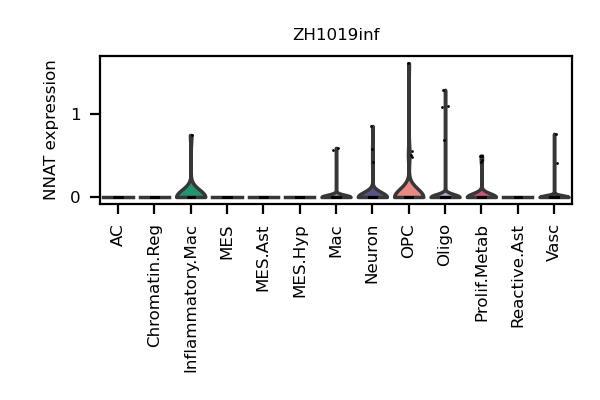 ZH1019inf
NNAT expression
1
0
AC
Chromatin.Reg
Inflammatory.Mac
MES
MES.Ast
MES.Hyp
Mac
Neuron
OPC
Oligo
Prolif.Metab
Reactive.Ast
Vasc